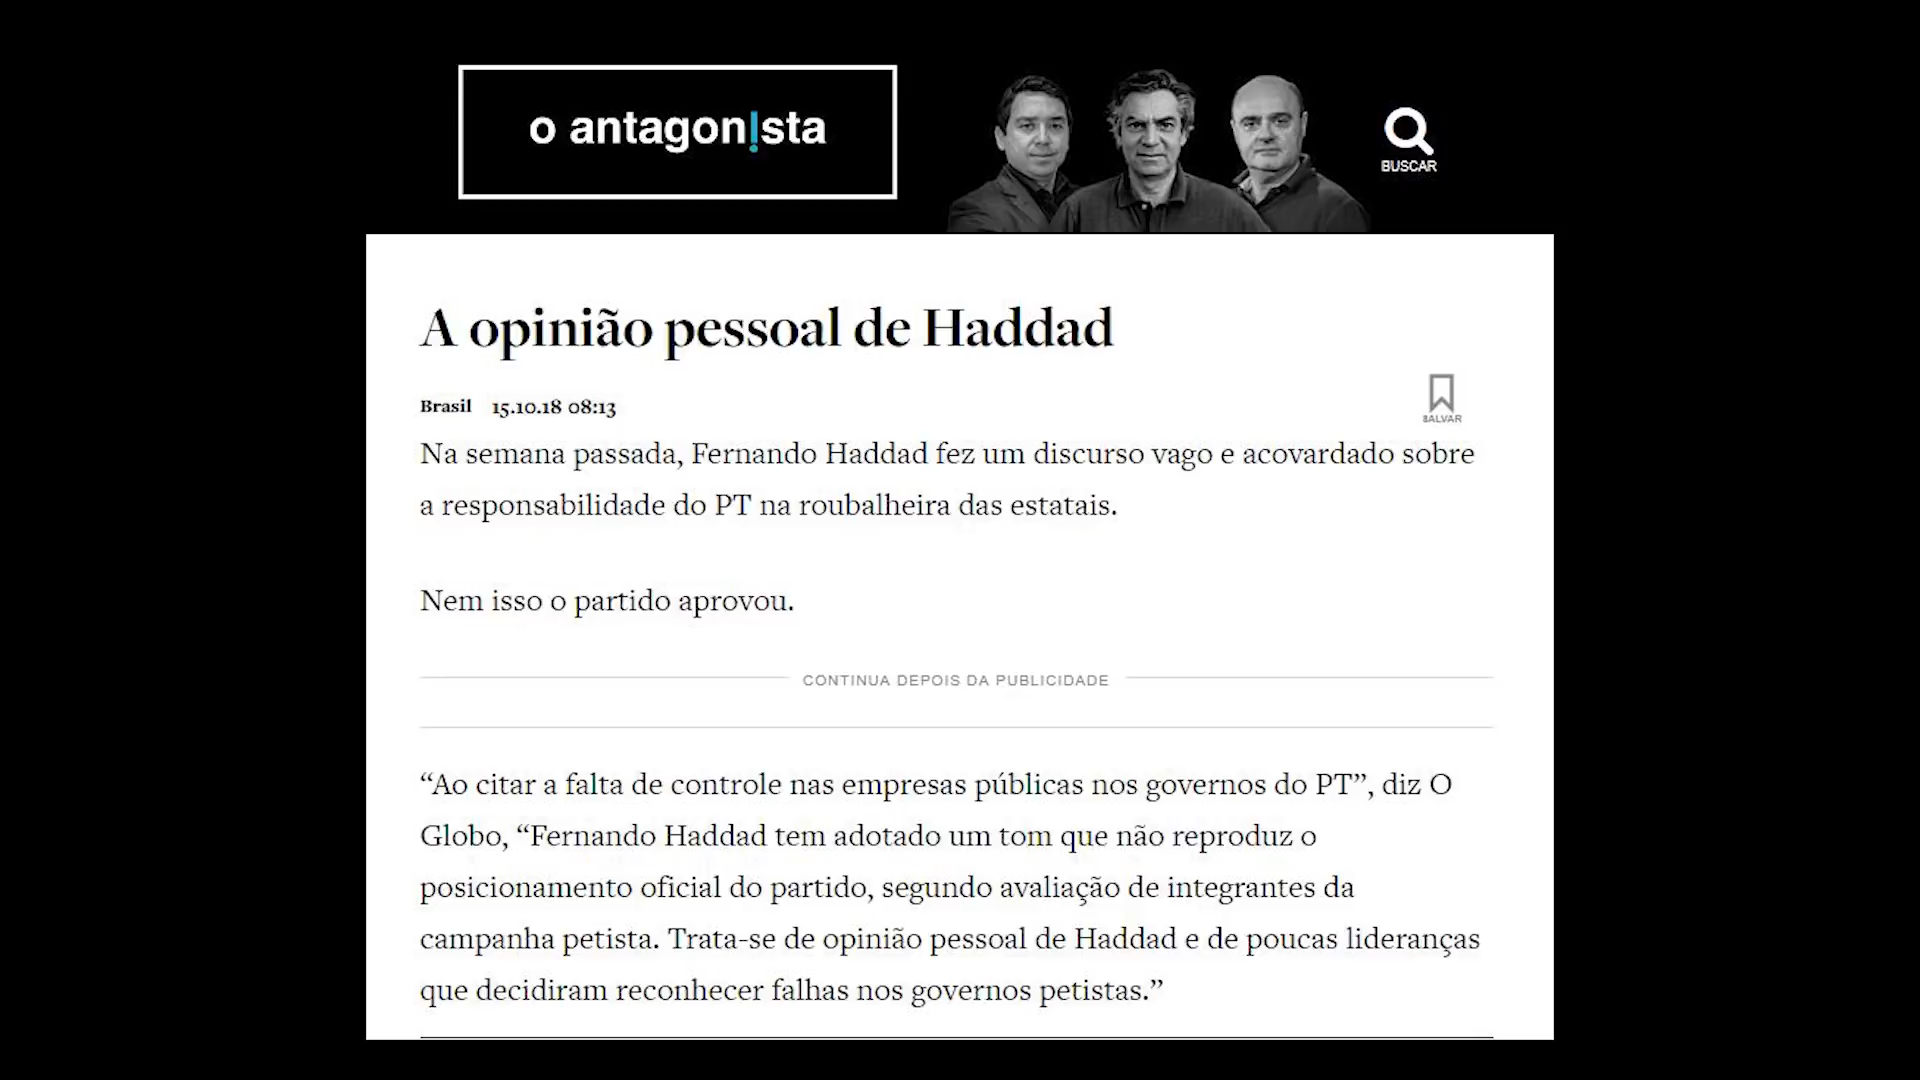 o antagon!sta
BUSCAR
A opinião pessoal de Haddad
Brasil 15.10.18 08:13
SALVAR
Na semana passada, Fernando Haddad fez um discurso vago e acovardado sobre
a responsabilidade do PT na roubalheira das estatais.
Nem isso o partido aprovou.
CONTINUA DEPOIS DA PUBLICIDADE
“Ao citar a falta de controle nas empresas públicas nos governos do PT”, diz O
Globo, “Fernando Haddad tem adotado um tom que não reproduz o
posicionamento oficial do partido, segundo avaliação de integrantes da
campanha petista. Trata-se de opinião pessoal de Haddad e de poucas lideranças
que decidiram reconhecer falhas nos governos petistas.”